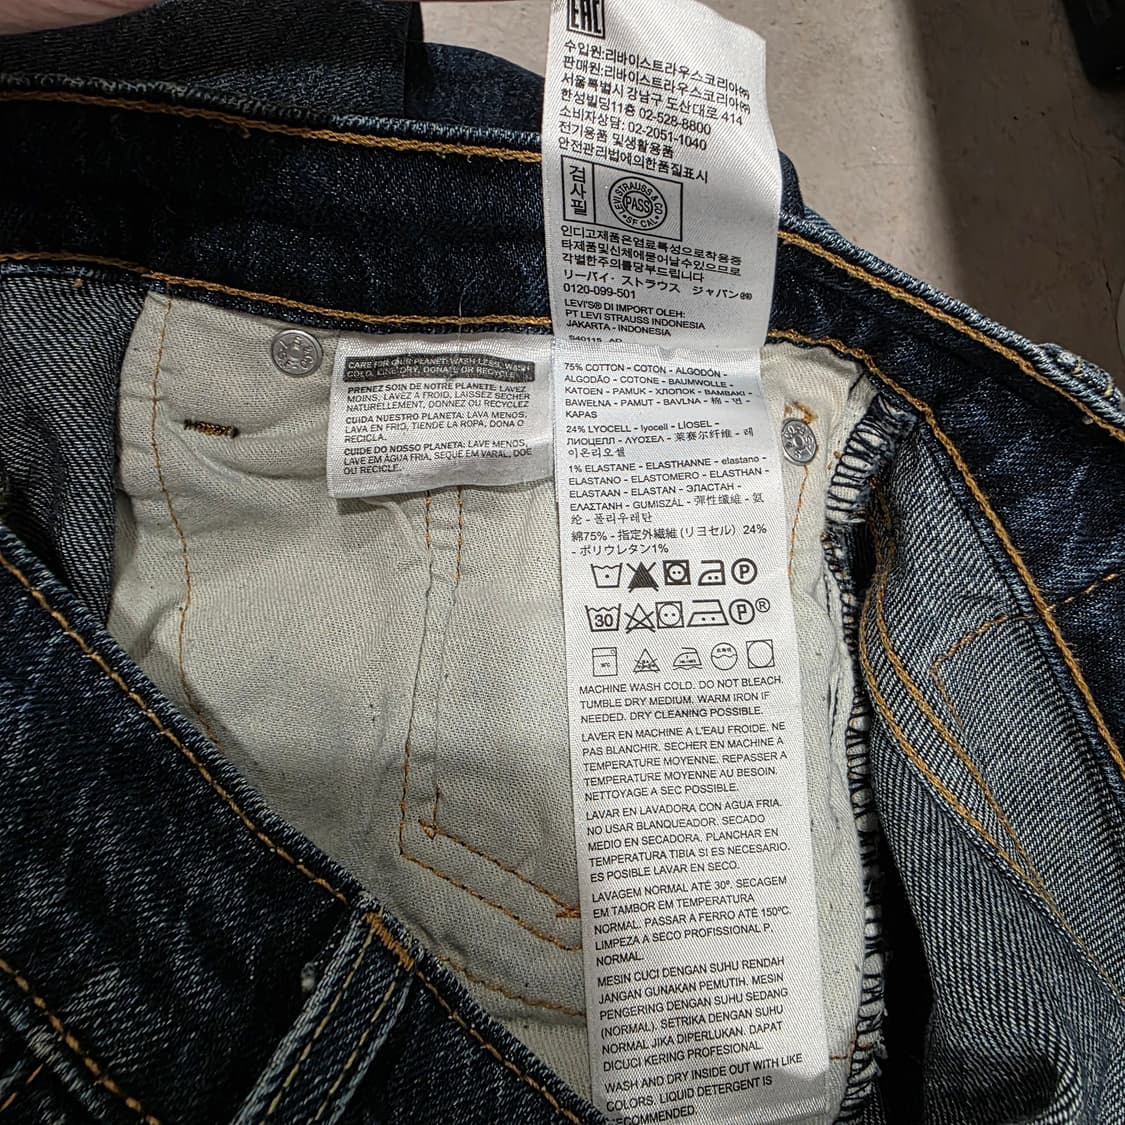 EAC
수입원:리바이스트라우스코리아㈜
판매원:리바이스트라우스코리아㈜
서울특별시 강남구 도산대로 414
한성빌딩11층 02-528-8800
소비자상담: 02-2051-1040
전기용품 및생활용품
안전관리법에의한품질표시
검사필
LEVI STRAUSS & CO
PASS
SF CAL
인디고제품은염료특성으로착용중
타제품및신체에묻어날수있으므로
각별한주의를당부드립니다
リーバイ・ストラウス ジャパン㈱
0120-099-501
LEVI'S® DI IMPORT OLEH:
PT LEVI STRAUSS INDONESIA
JAKARTA - INDONESIA
CARE FOR OUR PLANET: WASH LESS, WASH
COLD, LINE DRY, DONATE OR RECYCLE
PRENEZ SOIN DE NOTRE PLANETE: LAVEZ
MOINS, LAVEZ A FROID, LAISSEZ SECHER
NATURELLEMENT, DONNEZ OU RECYCLEZ
CUIDA NUESTRO PLANETA: LAVA MENOS,
LAVA EN FRIO, TIENDE LA ROPA, DONA O
RECICLA.
CUIDE DO NOSSO PLANETA: LAVE MENOS,
LAVE EM ÁGUA FRIA, SEQUE EM VARAL, DOE
OU RECICLE.
75% COTTON - COTON - ALGODÓN -
ALGODÃO - COTONE - BAUMWOLLE -
KATOEN - PAMUK - ХЛОПОК - ΒΑΜΒΑΚΙ -
BAWEŁNA - PAMUT - BAVLNA - 棉 - 면 -
KAPAS
24% LYOCELL - lyocell - LİOSEL -
ЛИОЦЕЛЛ - ΛΥΟΣΕΛ - 莱赛尔纤维 - 레
이온리오셀
1% ELASTANE - ELASTHANNE - elastano -
ELASTANO - ELASTOMERO - ELASTHAN -
ELASTAAN - ELASTAN - ЭЛАСТАН -
ΕΛΑΣΤΑΝΗ - GUMISZÁL - 彈性纖維 - 氨
纶 - 폴리우레탄
綿75% - 指定外繊維 (リヨセル) 24%
- ポリウレタン1%
P
30 P ®
MACHINE WASH COLD. DO NOT BLEACH.
TUMBLE DRY MEDIUM. WARM IRON IF
NEEDED. DRY CLEANING POSSIBLE.
LAVER EN MACHINE A L'EAU FROIDE. NE
PAS BLANCHIR. SECHER EN MACHINE A
TEMPERATURE MOYENNE. REPASSER A
TEMPERATURE MOYENNE AU BESOIN.
NETTOYAGE A SEC POSSIBLE.
LAVAR EN LAVADORA CON AGUA FRIA.
NO USAR BLANQUEADOR. SECADO
MEDIO EN SECADORA. PLANCHAR EN
TEMPERATURA TIBIA SI ES NECESARIO.
ES POSIBLE LAVAR EN SECO.
LAVAGEM NORMAL ATÉ 30º. SECAGEM
EM TAMBOR EM TEMPERATURA
NORMAL. PASSAR A FERRO ATÉ 150ºC.
LIMPEZA A SECO PROFISSIONAL P.
NORMAL.
MESIN CUCI DENGAN SUHU RENDAH
JANGAN GUNAKAN PEMUTIH. MESIN
PENGERING DENGAN SUHU SEDANG
(NORMAL). SETRIKA DENGAN SUHU
NORMAL JIKA DIPERLUKAN. DAPAT
DICUCI KERING PROFESIONAL.
WASH AND DRY INSIDE OUT WITH LIKE
COLORS. LIQUID DETERGENT IS
RECOMMENDED.